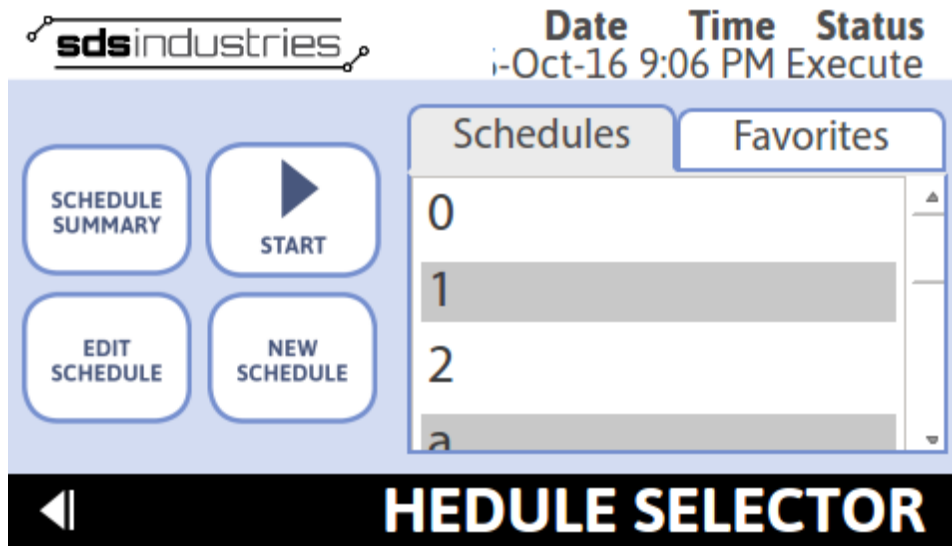 sdsindustries
Date Time Status
-Oct-16 9:06 PM Execute
Schedules Favorites
SCHEDULE
SUMMARY
START
EDIT
SCHEDULE
NEW
SCHEDULE
0
1
2
a
HEDULE SELECTOR